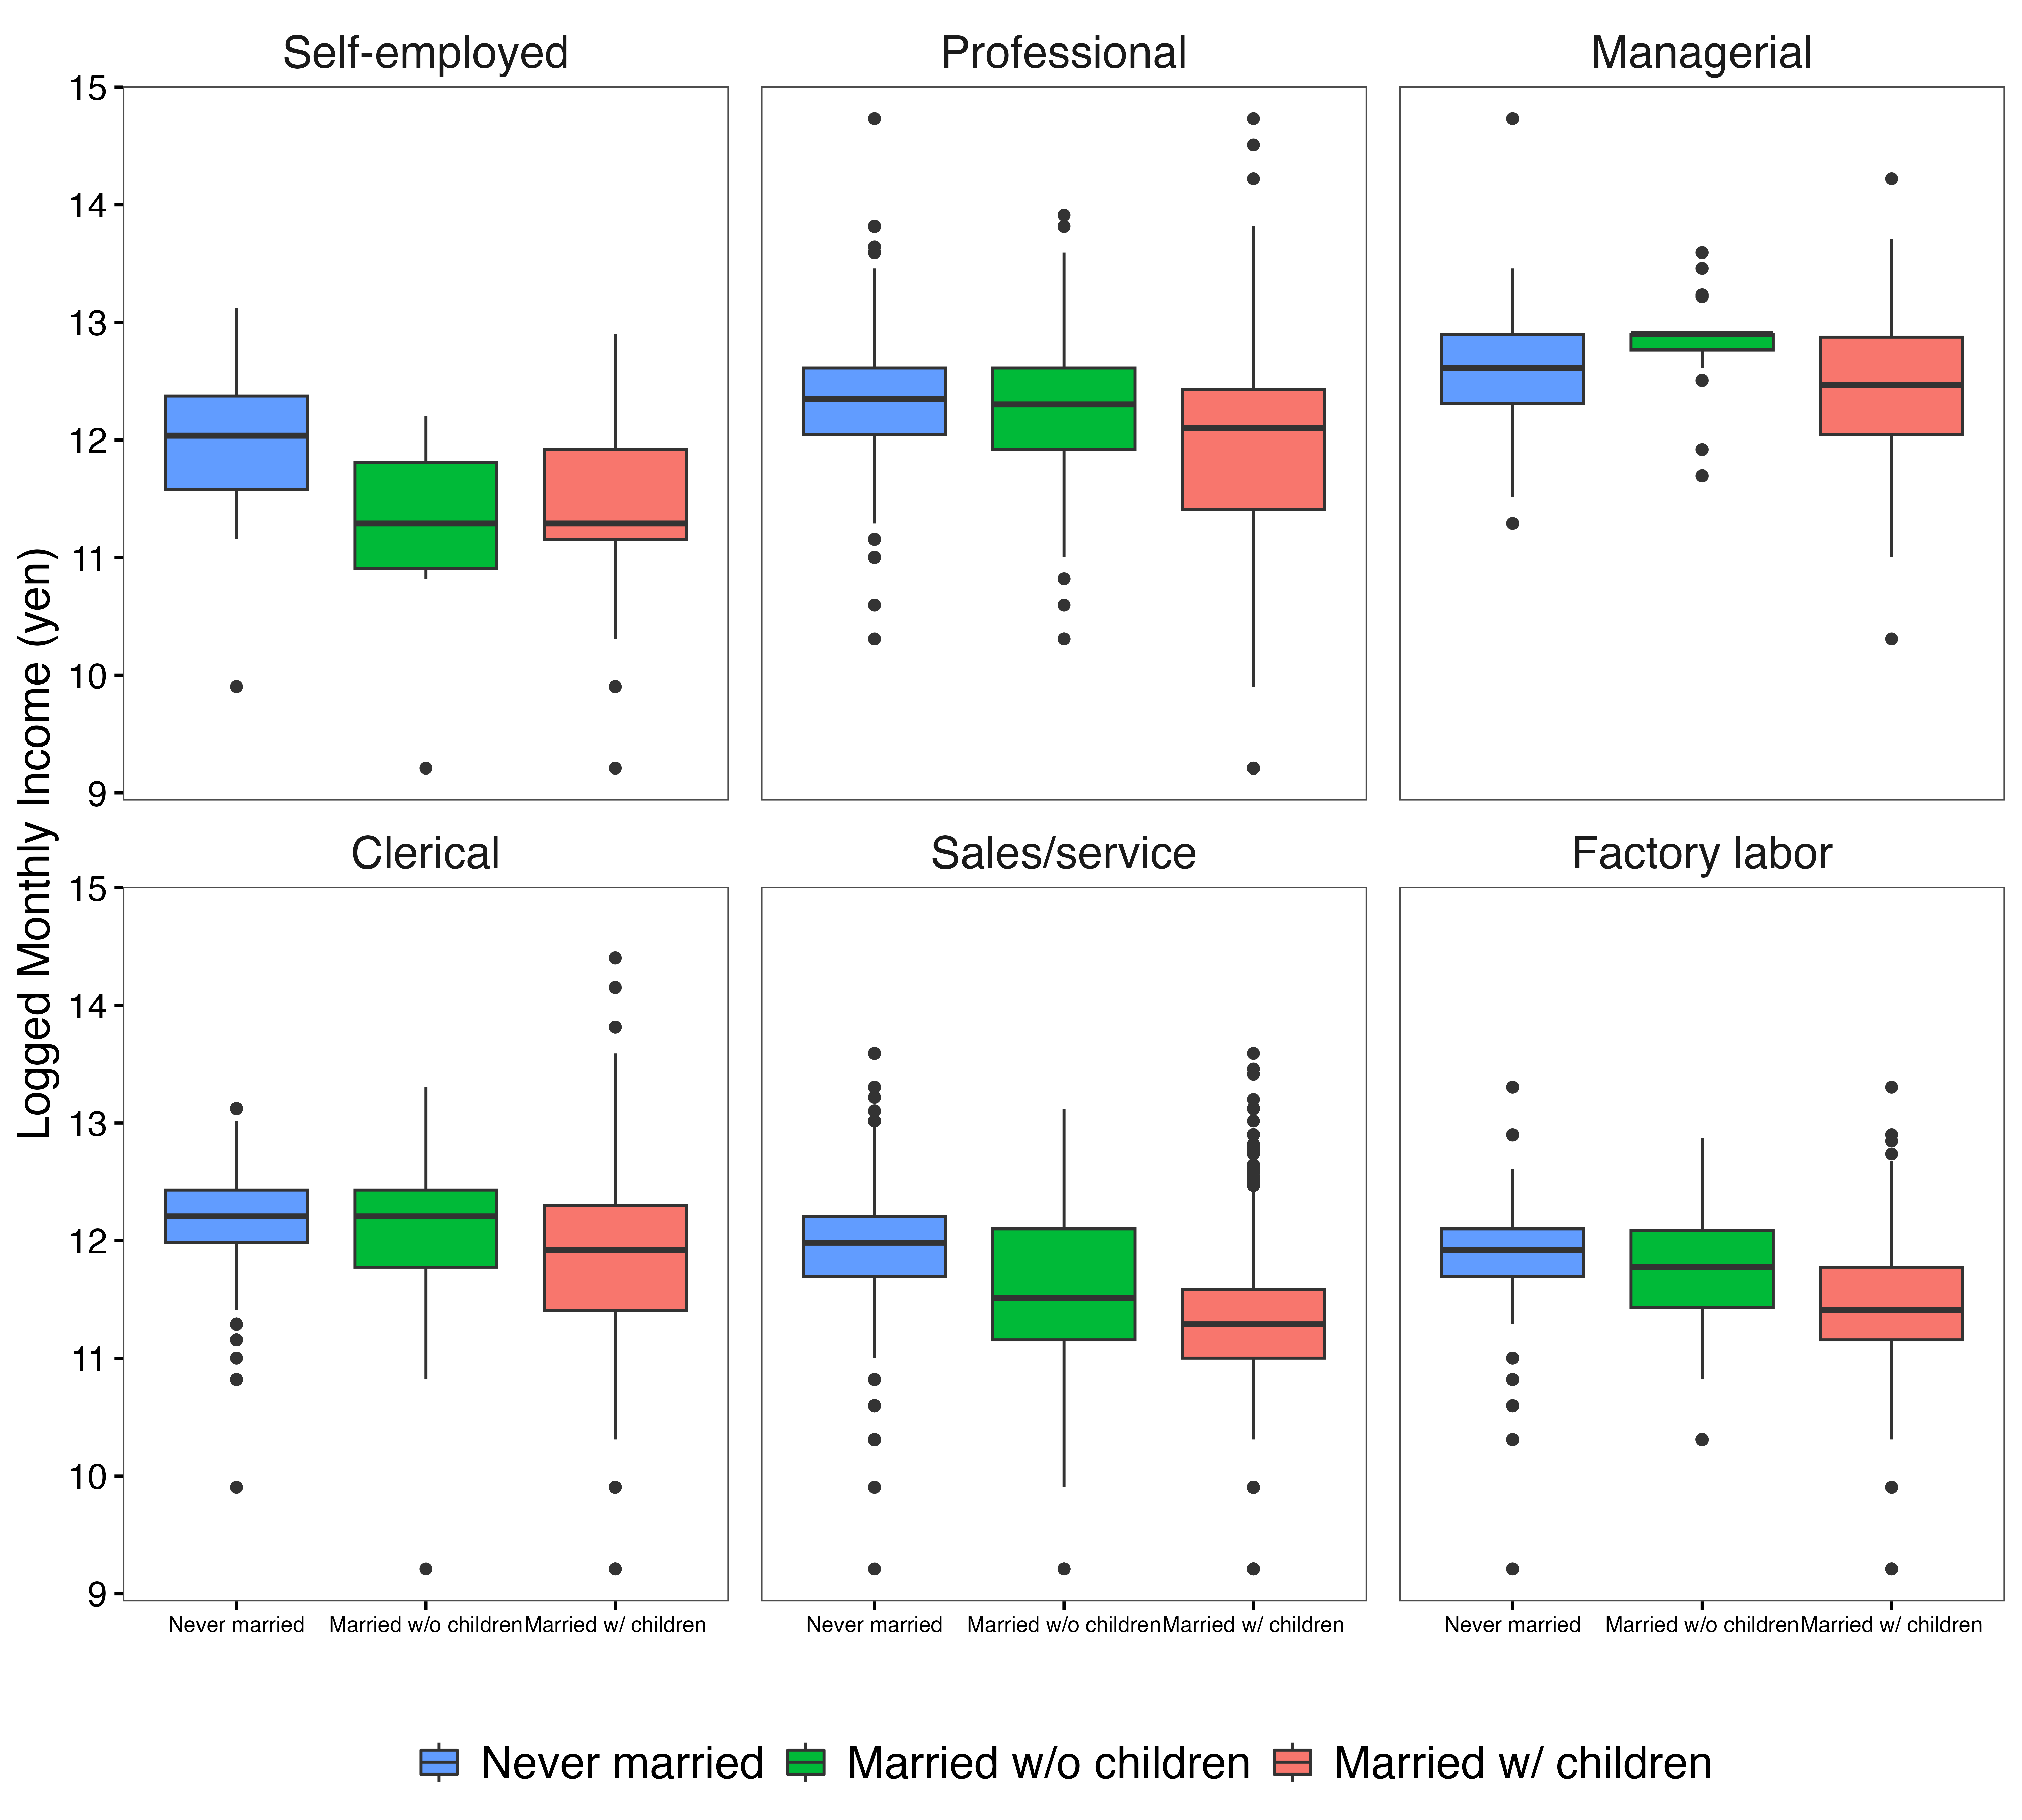 Self-employed
Professional
Managerial
15
14
13
12
11
10
9
Logged Monthly Income (yen)
Clerical
Sales/service
Factory labor
15
14
13
12
11
10
9
Never married Married w/o children Married w/ children
Never married Married w/o children Married w/ children
Never married Married w/o children Married w/ children
Never married Married w/o children Married w/ children